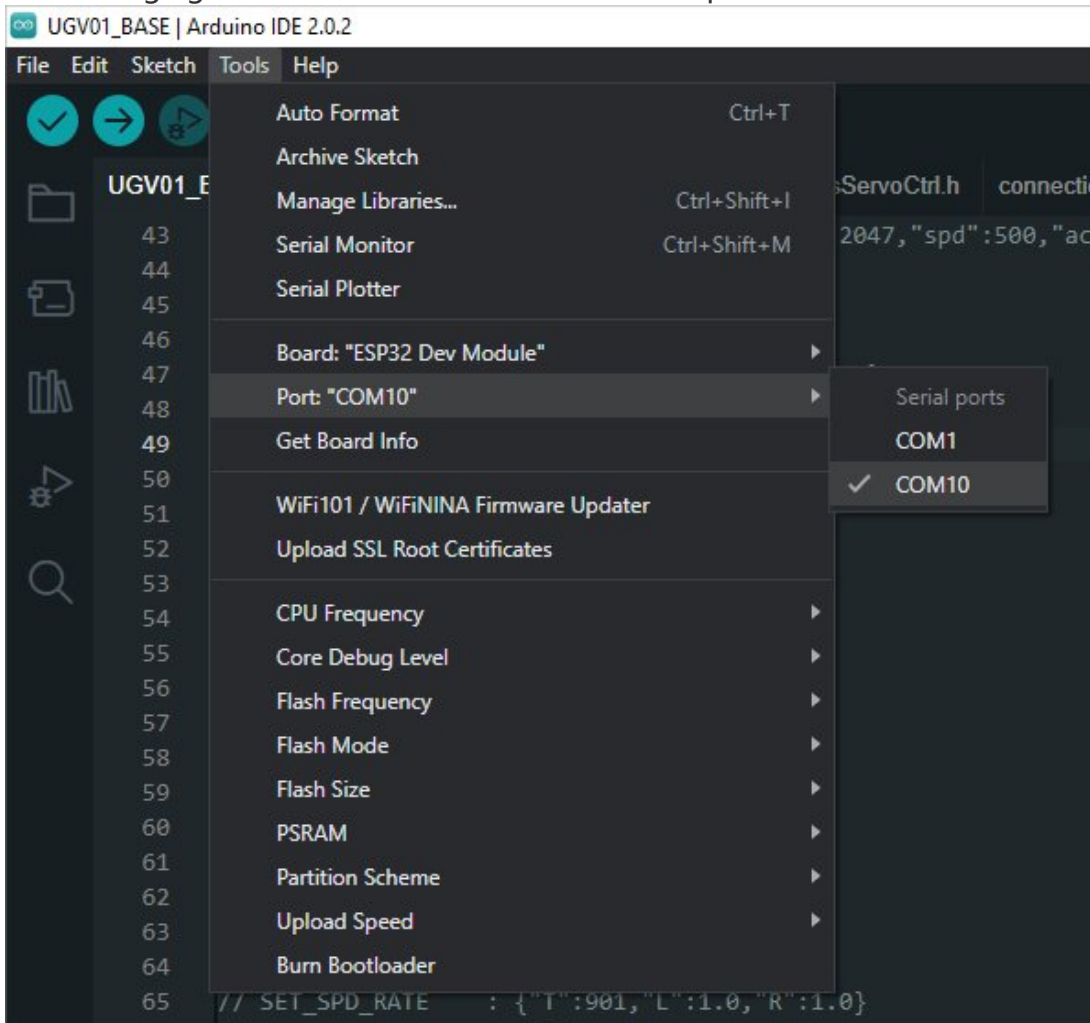 UGV01_BASE | Arduino IDE 2.0.2
File Edit Sketch Tools Help
Auto Format Ctrl+T
Archive Sketch
UGV01_ sServoCtrl.h connecti
Manage Libraries... Ctrl+Shift+I
43 2047,"spd":500,"ac
Serial Monitor Ctrl+Shift+M
44
Serial Plotter
45
46
Board: "ESP32 Dev Module"
47
Port: "COM10" Serial ports
48
49
Get Board Info COM1
50
COM10
51
WiFi101 / WiFiNINA Firmware Updater
52
Upload SSL Root Certificates
53
54
CPU Frequency
55
Core Debug Level
56
Flash Frequency
57
58
Flash Mode
59
Flash Size
60
PSRAM
61
62
Partition Scheme
63
Upload Speed
64
Burn Bootloader
65 // SET_SPD_RATE : {"T":901,"L":1.0,"R":1.0}